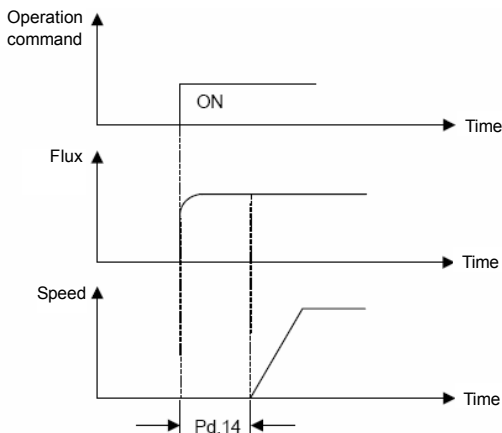 Operation
command
ON
Time
Flux
Time
Speed
Time
Pd.14